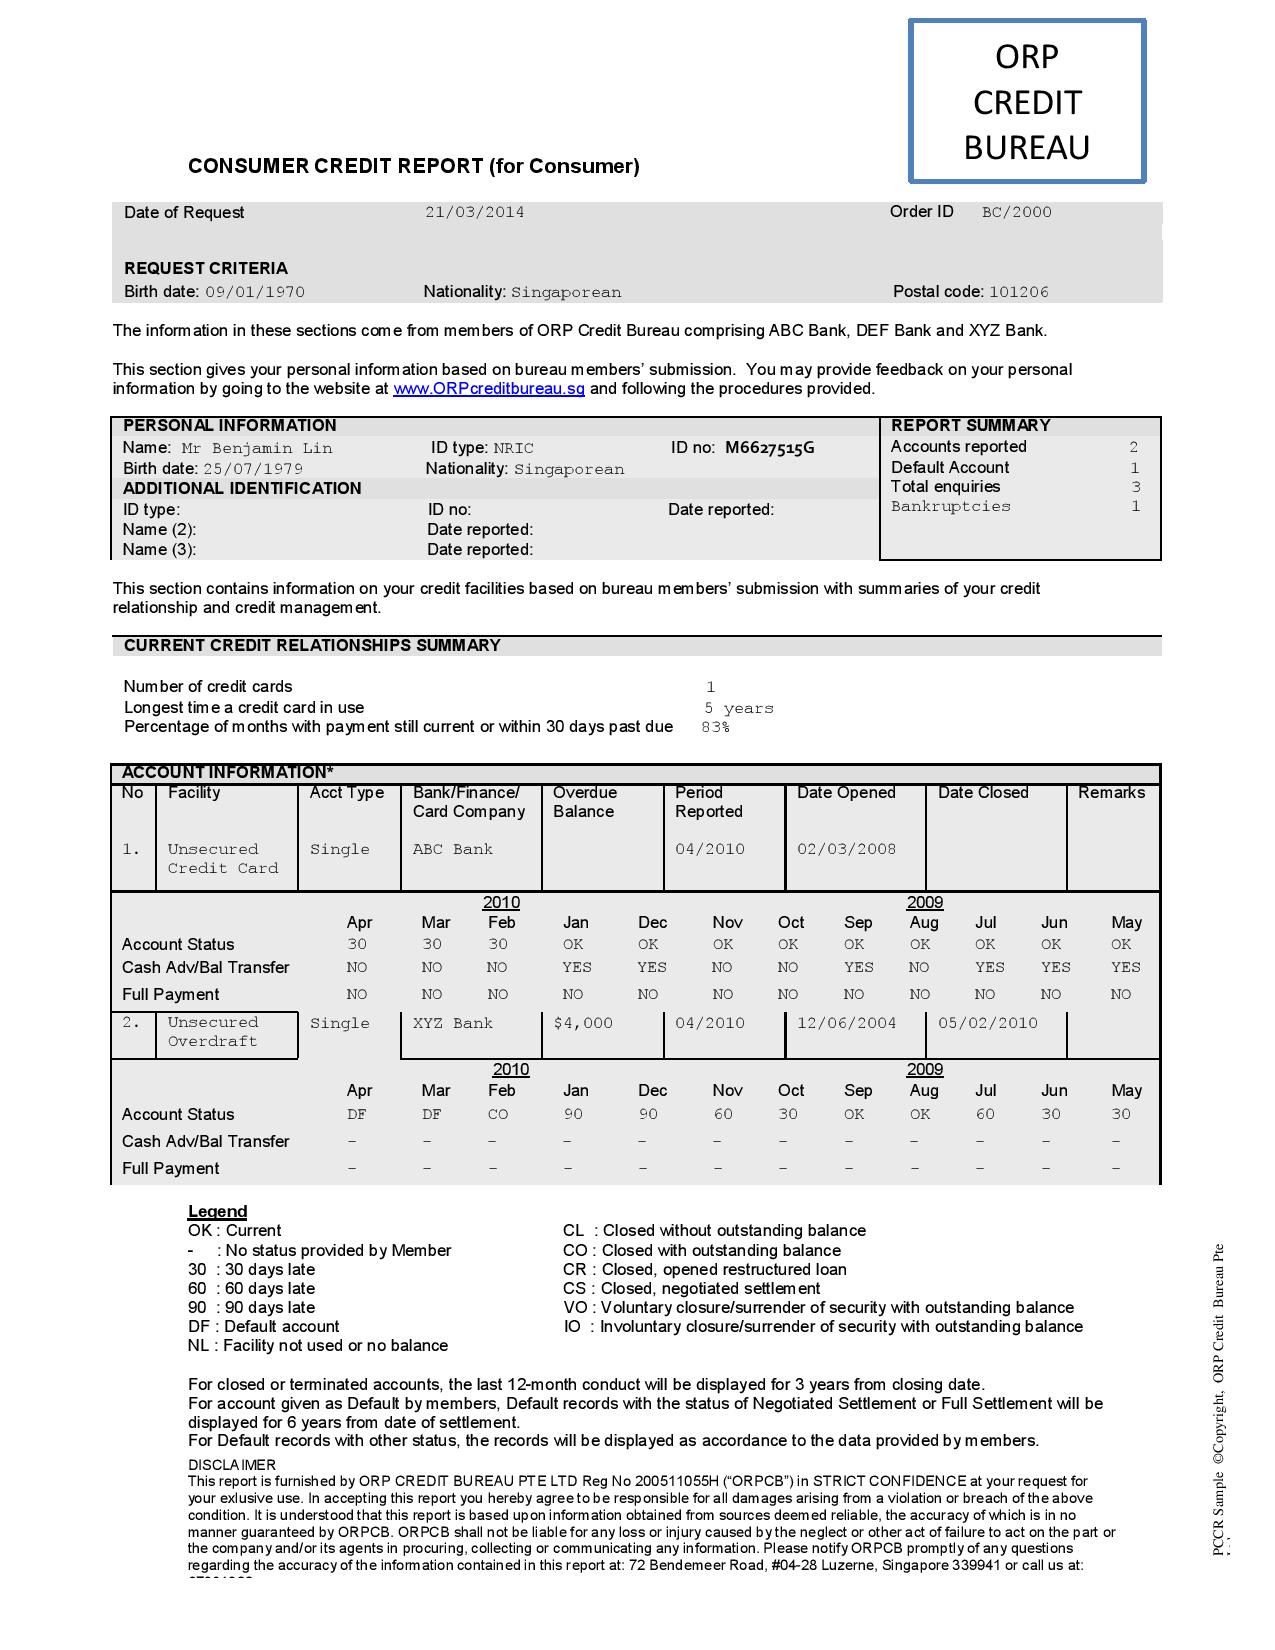 ORP
CREDIT
BUREAU
CONSUMER CREDIT REPORT (for Consumer)
Date of Request 21/03/2014 Order ID BC/2000
REQUEST CRITERIA
Birth date: 09/01/1970 Nationality: Singaporean Postal code: 101206
The information in these sections come from members of ORP Credit Bureau comprising ABC Bank, DEF Bank and XYZ Bank.
This section gives your personal information based on bureau members' submission. You may provide feedback on your personal
information by going to the website at www.ORPcreditbureau.sg and following the procedures provided.
PERSONAL INFORMATION REPORT SUMMARY
Name: Mr Benjamin Lin ID type: NRIC ID no: M6627515G Accounts reported 2
Birth date: 25/07/1979 Nationality: Singaporean Default Account 1
ADDITIONAL IDENTIFICATION Total enquiries 3
ID type: ID no: Date reported: Bankruptcies 1
Name (2): Date reported:
Name (3): Date reported:
This section contains information on your credit facilities based on bureau members' submission with summaries of your credit
relationship and credit management.
CURRENT CREDIT RELATIONSHIPS SUMMARY
Number of credit cards 1
Longest time a credit card in use 5 years
Percentage of months with payment still current or within 30 days past due 83%
ACCOUNT INFORMATION*
No Facility Acct Type Bank/Finance/ Overdue Period Date Opened Date Closed Remarks
Card Company Balance Reported
1. Unsecured Single ABC Bank 04/2010 02/03/2008
Credit Card
2010 2009
Apr Mar Feb Jan Dec Nov Oct Sep Aug Jul Jun May
Account Status 30 30 30 OK OK OK OK OK OK OK OK OK
Cash Adv/Bal Transfer NO NO NO YES YES NO NO YES NO YES YES YES
Full Payment NO NO NO NO NO NO NO NO NO NO NO NO
2. Unsecured Single XYZ Bank $4,000 04/2010 12/06/2004 05/02/2010
Overdraft
2010 2009
Apr Mar Feb Jan Dec Nov Oct Sep Aug Jul Jun May
Account Status DF DF CO 90 90 60 30 OK OK 60 30 30
Cash Adv/Bal Transfer - - - - - - - - - - - -
Full Payment - - - - - - - - - - - -
Legend
OK : Current CL : Closed without outstanding balance
- : No status provided by Member CO : Closed with outstanding balance
30 : 30 days late CR : Closed, opened restructured loan
60 : 60 days late CS : Closed, negotiated settlement
90 : 90 days late VO : Voluntary closure/surrender of security with outstanding balance
DF : Default account IO : Involuntary closure/surrender of security with outstanding balance
NL : Facility not used or no balance
For closed or terminated accounts, the last 12-month conduct will be displayed for 3 years from closing date.
For account given as Default by members, Default records with the status of Negotiated Settlement or Full Settlement will be
displayed for 6 years from date of settlement.
For Default records with other status, the records will be displayed as accordance to the data provided by members.
DISCLAIMER
This report is furnished by ORP CREDIT BUREAU PTE LTD Reg No 200511055H ("ORPCB") in STRICT CONFIDENCE at your request for
your exlusive use. In accepting this report you hereby agree to be responsible for all damages arising from a violation or breach of the above
condition. It is understood that this report is based upon information obtained from sources deemed reliable, the accuracy of which is in no
manner guaranteed by ORPCB. ORPCB shall not be liable for any loss or injury caused by the neglect or other act of failure to act on the part or
the company and/or its agents in procuring, collecting or communicating any information. Please notify ORPCB promptly of any questions
regarding the accuracy of the information contained in this report at: 72 Bendemeer Road, #04-28 Luzerne, Singapore 339941 or call us at:
PCCR Sample ©Copyright, ORP Credit Bureau Pte